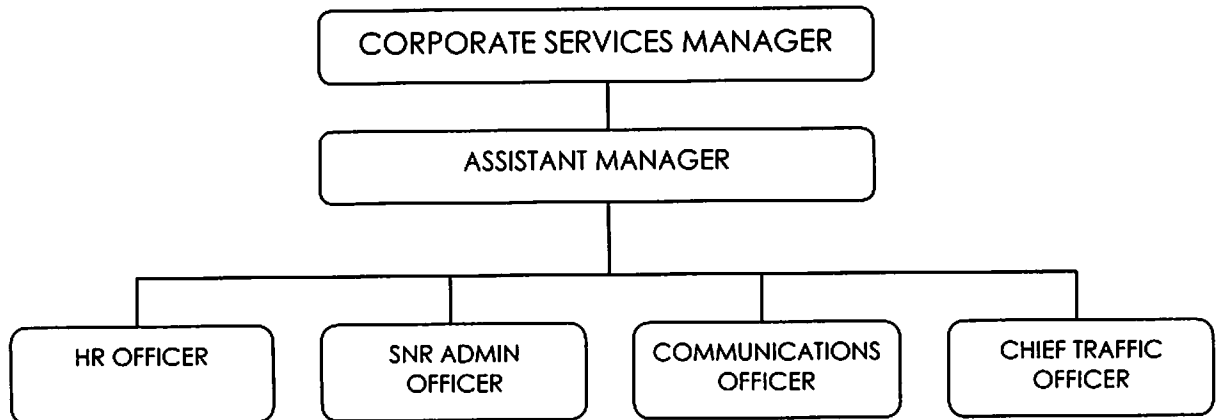 CORPORATE SERVICES MANAGER
ASSISTANT MANAGER
HR OFFICER
SNR ADMIN
OFFICER
COMMUNICATIONS
OFFICER
CHIEF TRAFFIC
OFFICER